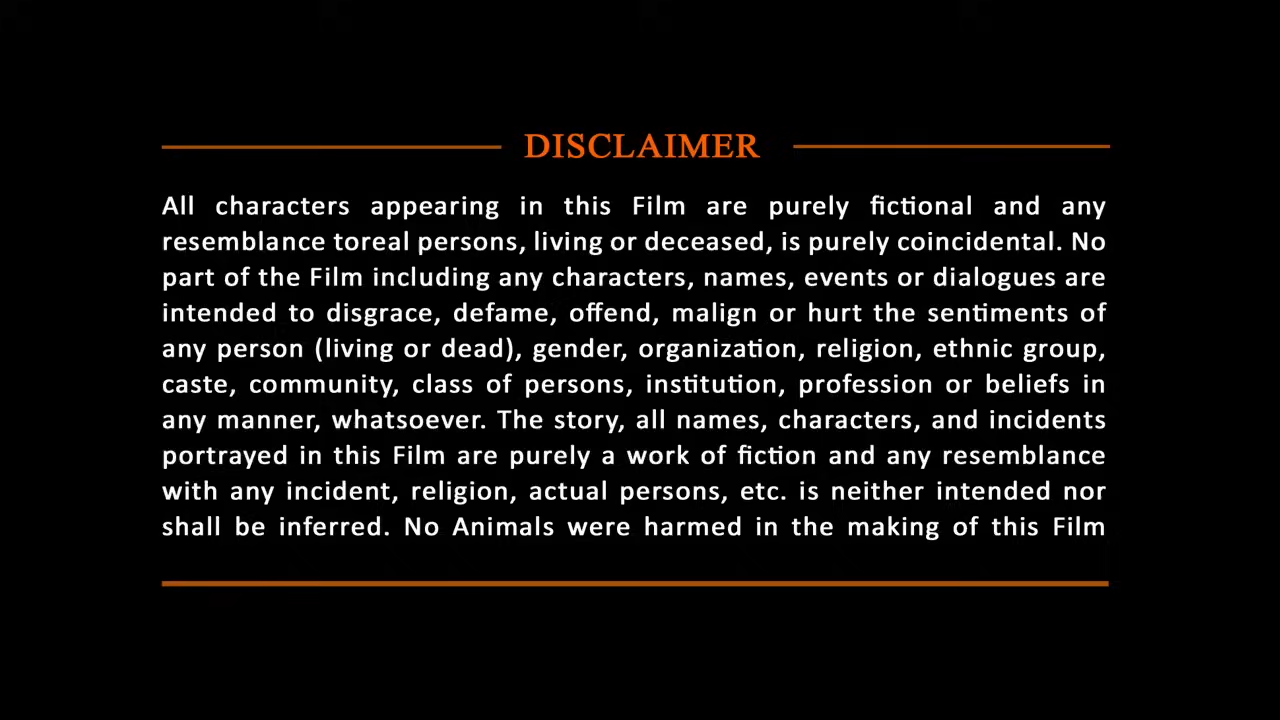 DISCLAIMER
All characters appearing in this Film are purely fictional and any
resemblance toreal persons, living or deceased, is purely coincidental. No
part of the Film including any characters, names, events or dialogues are
intended to disgrace, defame, offend, malign or hurt the sentiments of
any person (living or dead), gender, organization, religion, ethnic group,
caste, community, class of persons, institution, profession or beliefs in
any manner, whatsoever. The story, all names, characters, and incidents
portrayed in this Film are purely a work of fiction and any resemblance
with any incident, religion, actual persons, etc. is neither intended nor
shall be inferred. No Animals were harmed in the making of this Film